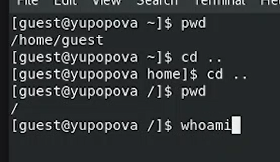 File Edit View Search Terminal
[guest@yupopova ~]$ pwd
/home/guest
[guest@yupopova ~]$ cd ..
[guest@yupopova home]$ cd ..
[guest@yupopova /]$ pwd
/
[guest@yupopova /]$ whoami